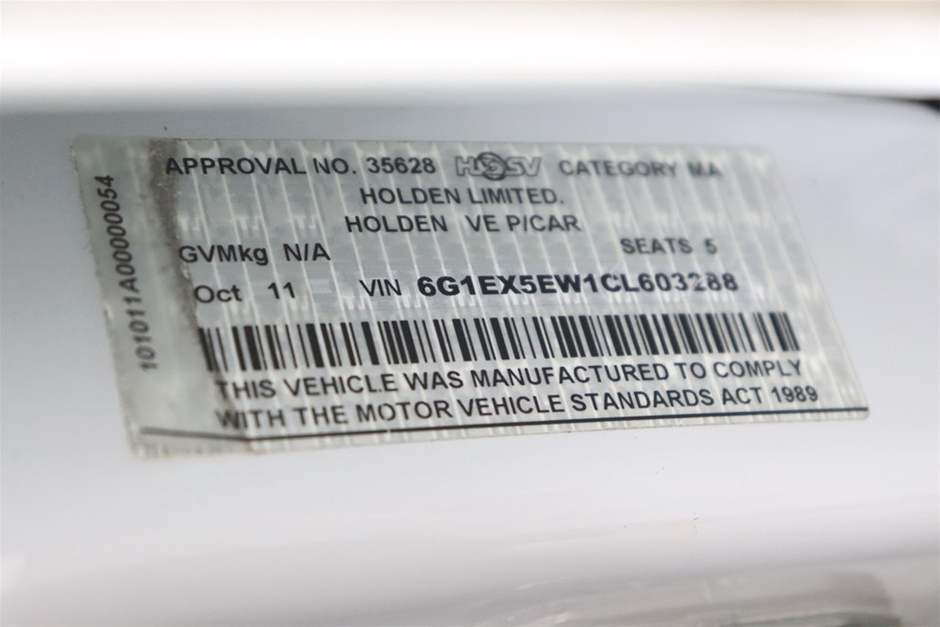 APPROVAL NO. 35628 HSV CATEGORY MA
HOLDEN LIMITED.
HOLDEN VE P/CAR
GVMkg N/A SEATS 5
Oct 11 VIN 6G1EX5EW1CL603288
THIS VEHICLE WAS MANUFACTURED TO COMPLY
WITH THE MOTOR VEHICLE STANDARDS ACT 1989
101011A00000054